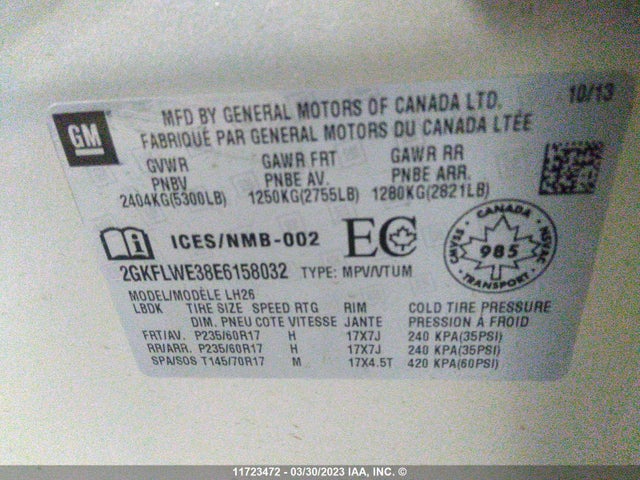 10/13
GM
MFD BY GENERAL MOTORS OF CANADA LTD.
FABRIQUÉ PAR GENERAL MOTORS DU CANADA LTÉE
GVWR GAWR FRT GAWR RR
PNBV PNBE AV. PNBE ARR.
2404KG(5300LB) 1250KG(2755LB) 1280KG(2821LB)
ICES/NMB-002 EC
CANADA
985
TRANSPORT
2GKFLWE38E6158032 TYPE: MPV/VTUM
MODEL/MODÈLE LH26
LBDK TIRE SIZE SPEED RTG RIM COLD TIRE PRESSURE
DIM. PNEU COTE VITESSE JANTE PRESSION À FROID
FRT/AV. P235/60R17 H 17X7J 240 KPA(35PSI)
RR/ARR. P235/60R17 H 17X7J 240 KPA(35PSI)
SPA/SOS T145/70R17 M 17X4.5T 420 KPA(60PSI)
11723472 - 03/30/2023 IAA, INC. ©